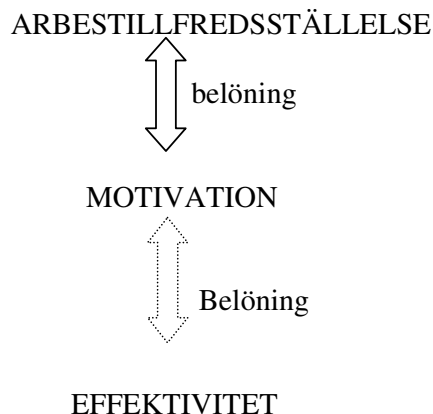 ARBESTILLFREDSSTÄLLELSE
belöning
MOTIVATION
Belöning
EFFEKTIVITET